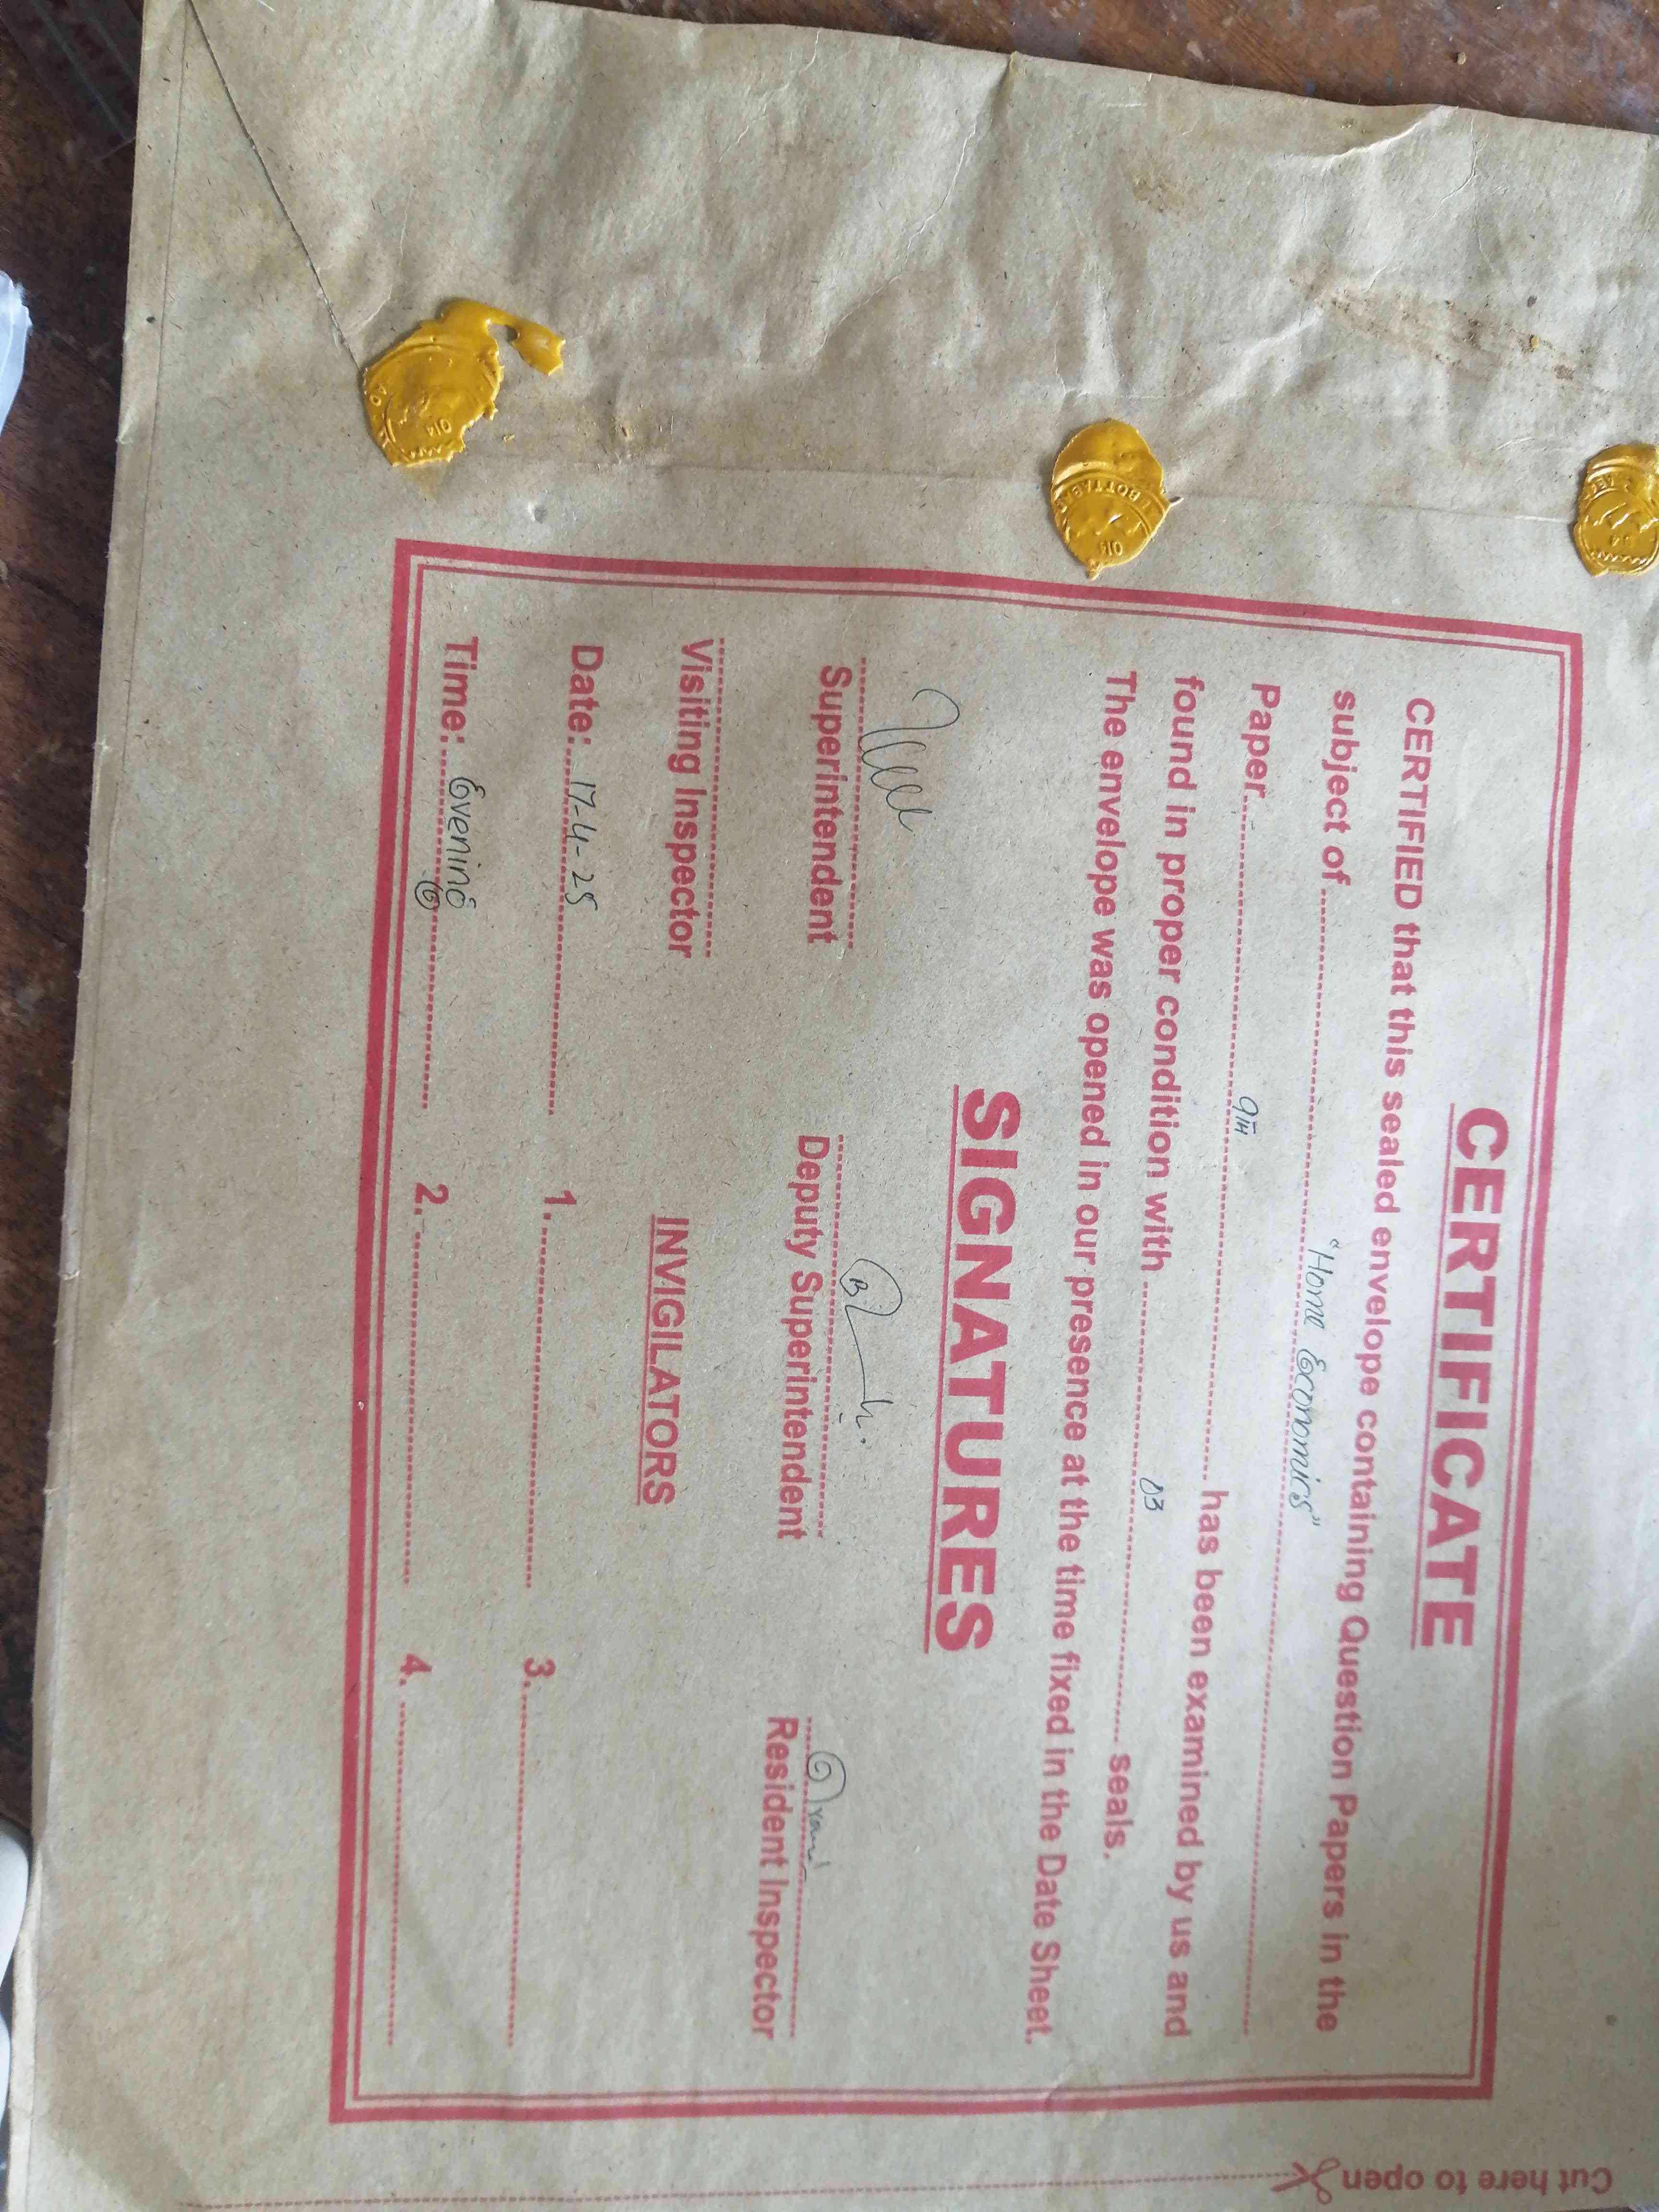 CERTIFICATE
CERTIFIED that this sealed envelope containing Question Papers in the
subject of "Home Economics"
Paper 9TH has been examined by us and
found in proper condition with 03 seals.
The envelope was opened in our presence at the time fixed in the Date Sheet.
SIGNATURES
Superintendent Deputy Superintendent Resident Inspector
Visiting Inspector INVIGILATORS
Date: 17-4-25 1. 3.
Time: Evening 2. 4.
Cut here to open